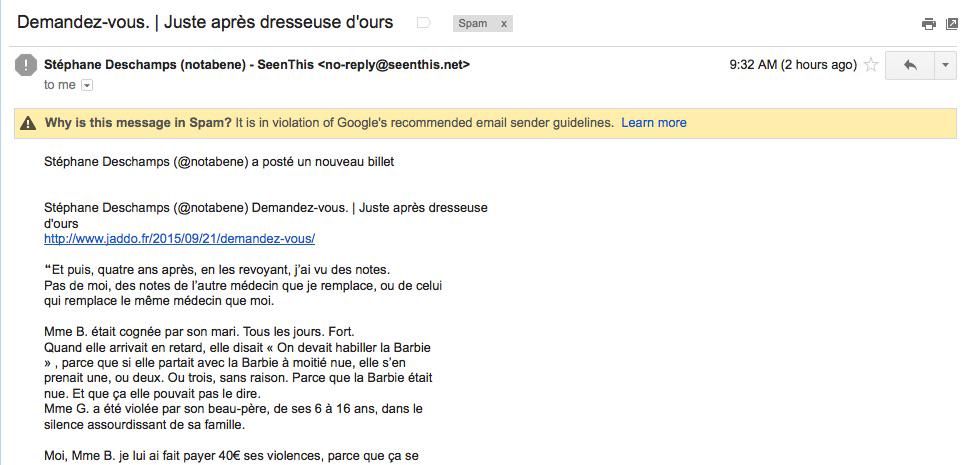 Demandez-vous. | Juste après dresseuse d'ours
Spam x
Stéphane Deschamps (notabene) - SeenThis <no-reply@seenthis.net>
9:32 AM (2 hours ago)
to me
Why is this message in Spam? It is in violation of Google's recommended email sender guidelines. Learn more
Stéphane Deschamps (@notabene) a posté un nouveau billet
Stéphane Deschamps (@notabene) Demandez-vous. | Juste après dresseuse
d'ours
http://www.jaddo.fr/2015/09/21/demandez-vous/
“Et puis, quatre ans après, en les revoyant, j’ai vu des notes.
Pas de moi, des notes de l’autre médecin que je remplace, ou de celui
qui remplace le même médecin que moi.
Mme B. était cognée par son mari. Tous les jours. Fort.
Quand elle arrivait en retard, elle disait « On devait habiller la Barbie
» , parce que si elle partait avec la Barbie à moitié nue, elle s’en
prenait une, ou deux. Ou trois, sans raison. Parce que la Barbie était
nue. Et que ça elle pouvait pas le dire.
Mme G. a été violée par son beau-père, de ses 6 à 16 ans, dans le
silence assourdissant de sa famille.
Moi, Mme B. je lui ai fait payer 40€ ses violences, parce que ça se